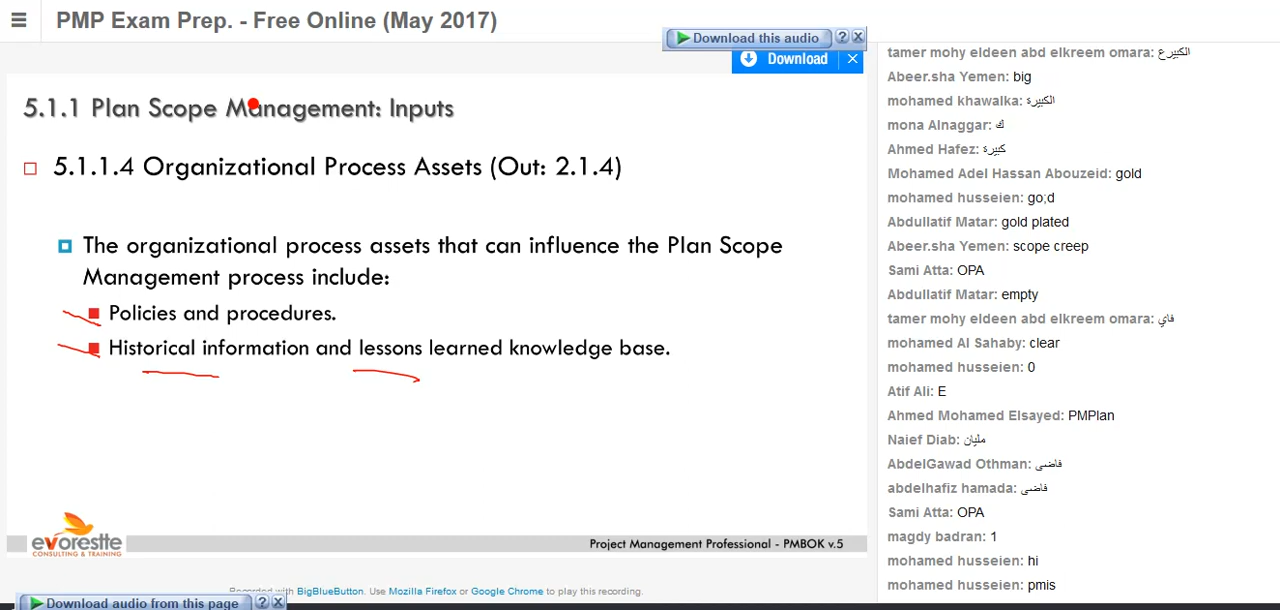 PMP Exam Prep. - Free Online (May 2017)
Download this audio ? X
Download
5.1.1 Plan Scope Management: Inputs
5.1.1.4 Organizational Process Assets (Out: 2.1.4)
The organizational process assets that can influence the Plan Scope
Management process include:
Policies and procedures.
Historical information and lessons learned knowledge base.
evorestte
CONSULTING & TRAINING
Project Management Professional - PMBOK v.5
Recorded with BigBlueButton. Use Mozilla Firefox or Google Chrome to play this recording.
Download audio from this page ? X
tamer mohy eldeen abd elkreem omara: الكبيرع
Abeer.sha Yemen: big
mohamed khawalka: الكبيرة
mona Alnaggar: ك
Ahmed Hafez: كبيرة
Mohamed Adel Hassan Abouzeid: gold
mohamed husseien: go;d
Abdullatif Matar: gold plated
Abeer.sha Yemen: scope creep
Sami Atta: OPA
Abdullatif Matar: empty
tamer mohy eldeen abd elkreem omara: فاي
mohamed Al Sahaby: clear
mohamed husseien: 0
Atif Ali: E
Ahmed Mohamed Elsayed: PMPlan
Naief Diab: مليان
AbdelGawad Othman: فاضى
abdelhafiz hamada: فاضى
Sami Atta: OPA
magdy badran: 1
mohamed husseien: hi
mohamed husseien: pmis